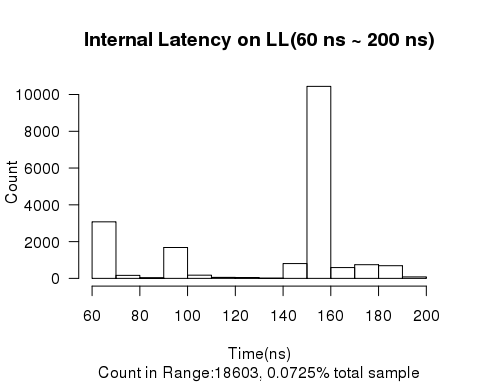 Internal Latency on LL(60 ns ~ 200 ns)
10000
8000
6000
4000
2000
0
Count
60 80 100 120 140 160 180 200
Time(ns)
Count in Range:18603, 0.0725% total sample